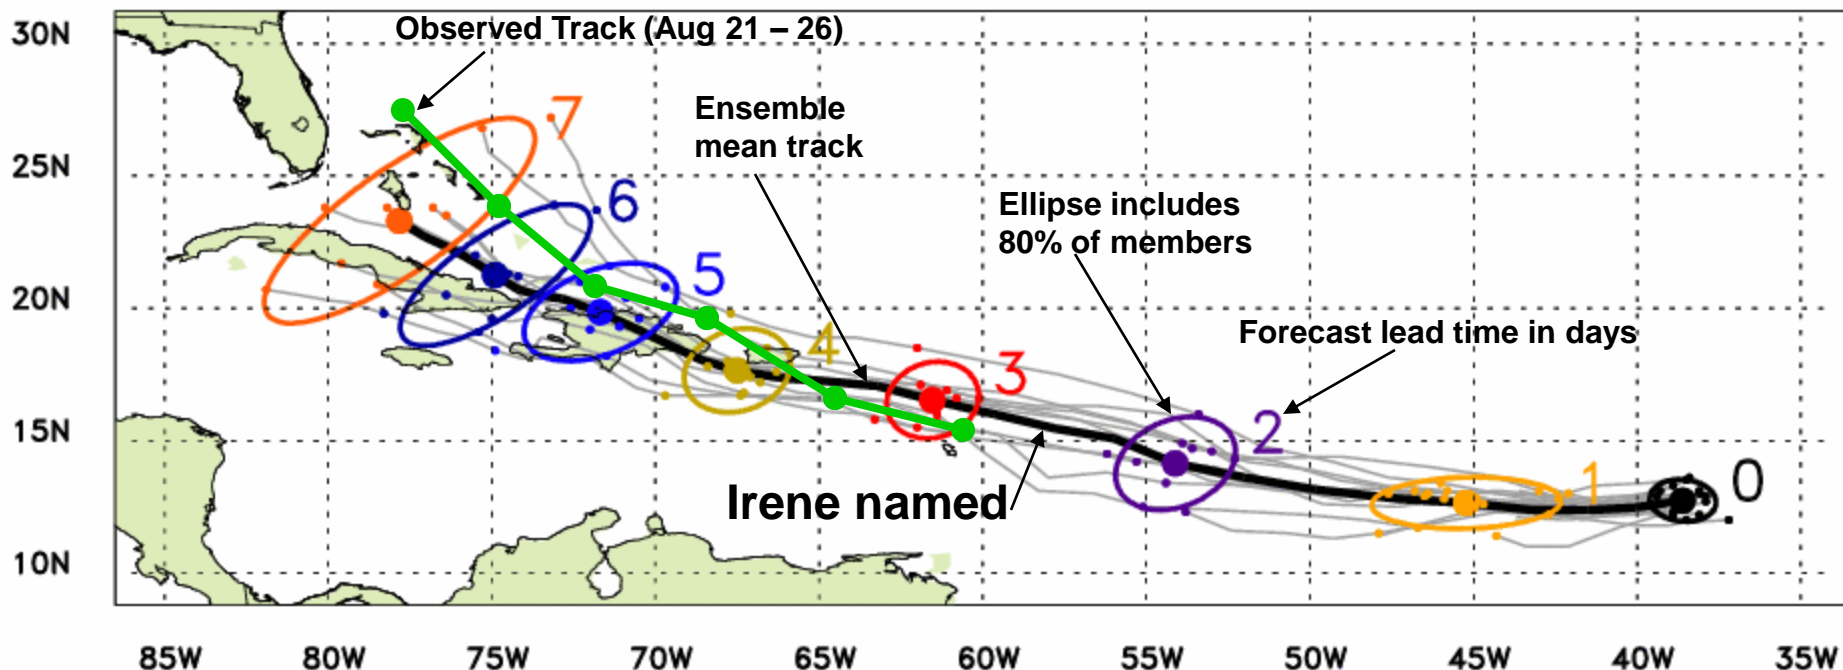 Observed Track (Aug 21 – 26)
30N
Ensemble
mean track
7
25N
6
Ellipse includes
80% of members
5
20N
Forecast lead time in days
4
3
15N
2
Irene named
1
0
10N
85W 80W 75W 70W 65W 60W 55W 50W 45W 40W 35W